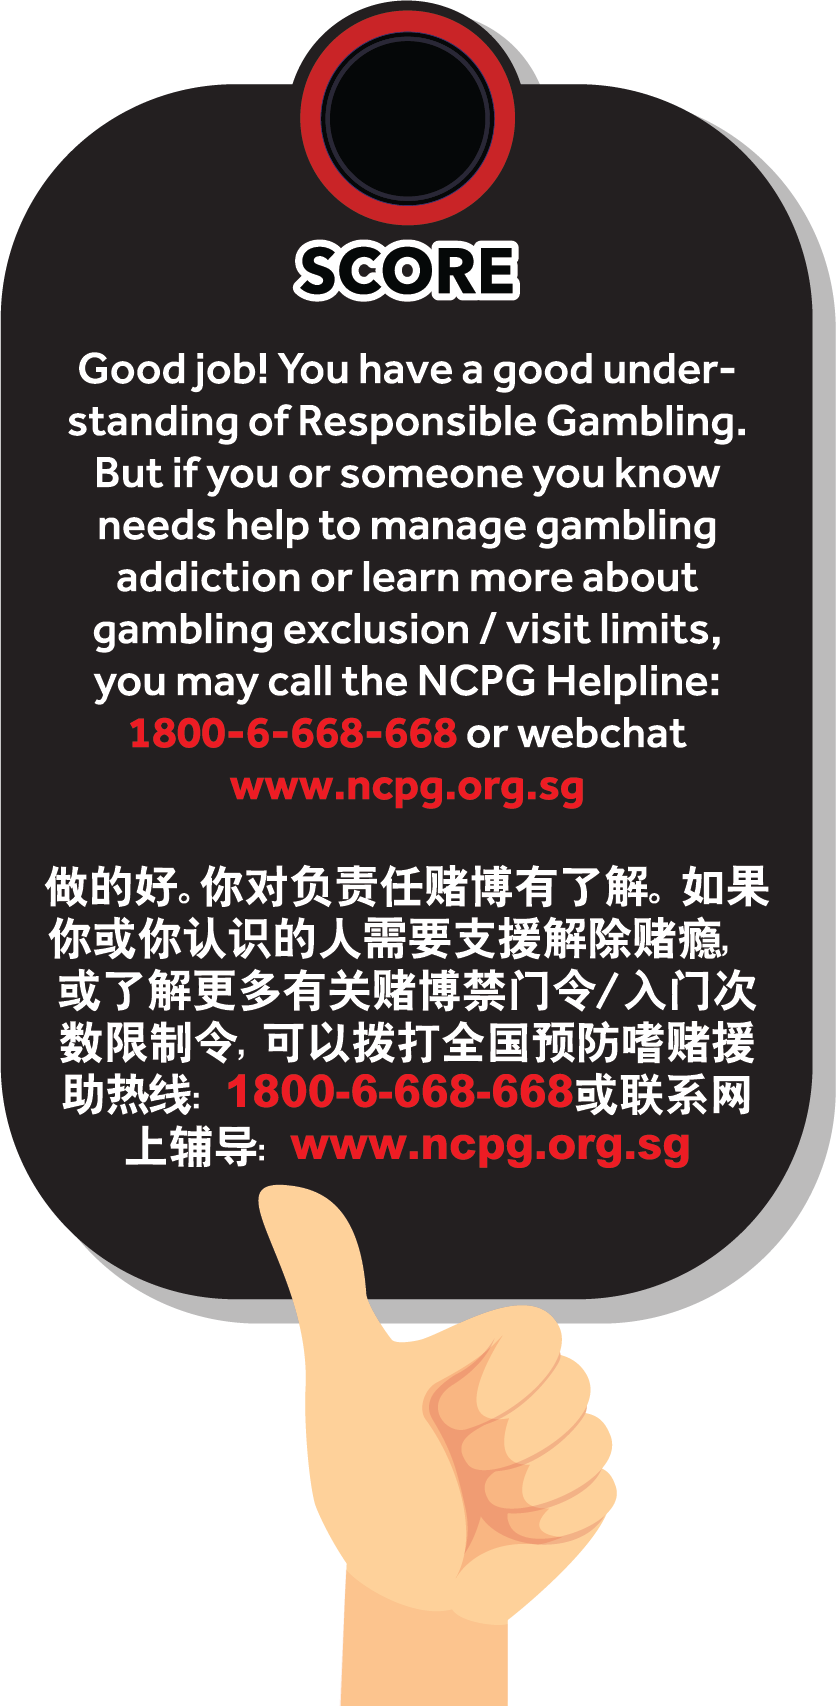 SCORE
Good job! You have a good under-
standing of Responsible Gambling.
But if you or someone you know
needs help to manage gambling
addiction or learn more about
gambling exclusion / visit limits,
you may call the NCPG Helpline:
1800-6-668-668 or webchat
www.ncpg.org.sg
做的好。你对负责任赌博有了解。如果
你或你认识的人需要支援解除赌瘾,
或了解更多有关赌博禁门令/入门次
数限制令, 可以拨打全国预防嗜赌援
助热线: 1800-6-668-668或联系网
上辅导: www.ncpg.org.sg